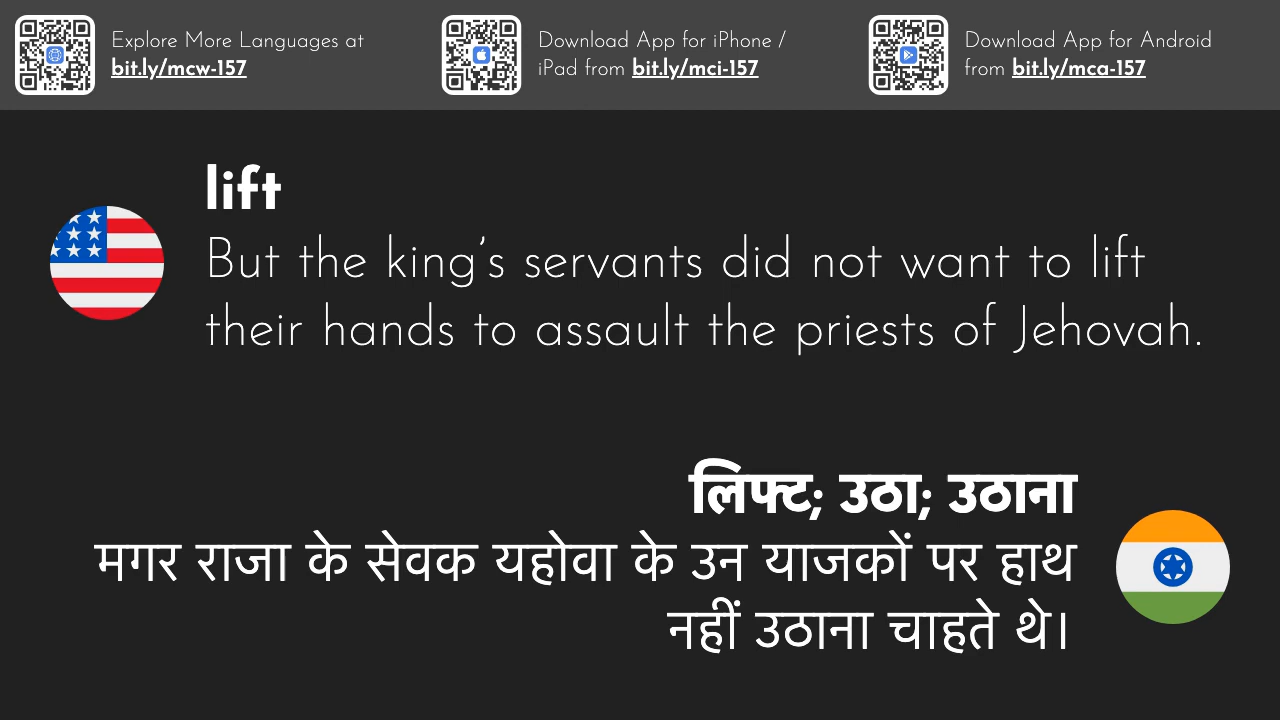 Explore More Languages at
bit.ly/mcw-157
Download App for iPhone /
iPad from bit.ly/mci-157
Download App for Android
from bit.ly/mca-157
lift
But the king’s servants did not want to lift
their hands to assault the priests of Jehovah.
लिफ्ट; उठा; उठाना
मगर राजा के सेवक यहोवा के उन याजकों पर हाथ
नहीं उठाना चाहते थे।